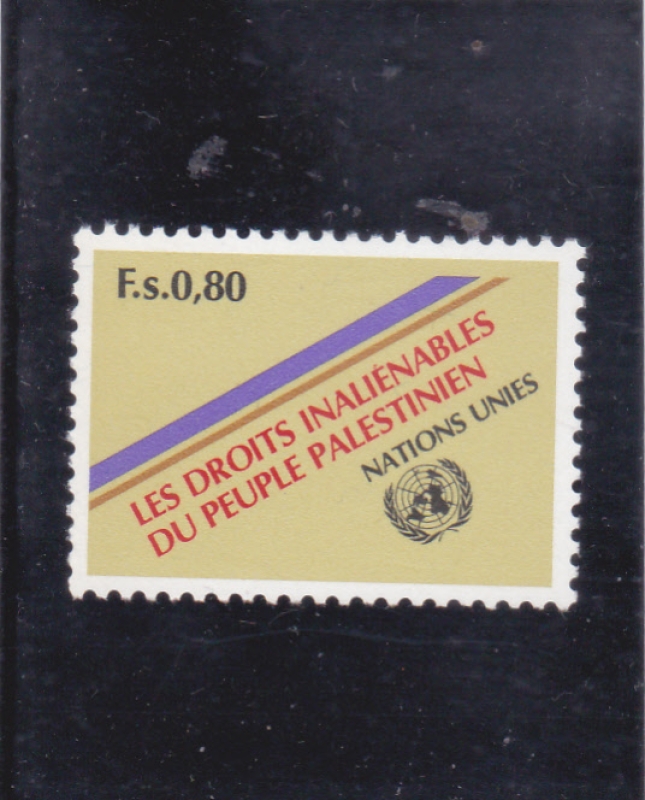 F.s.0,80
LES DROITS INALIÉNABLES
DU PEUPLE PALESTINIEN
NATIONS UNIES